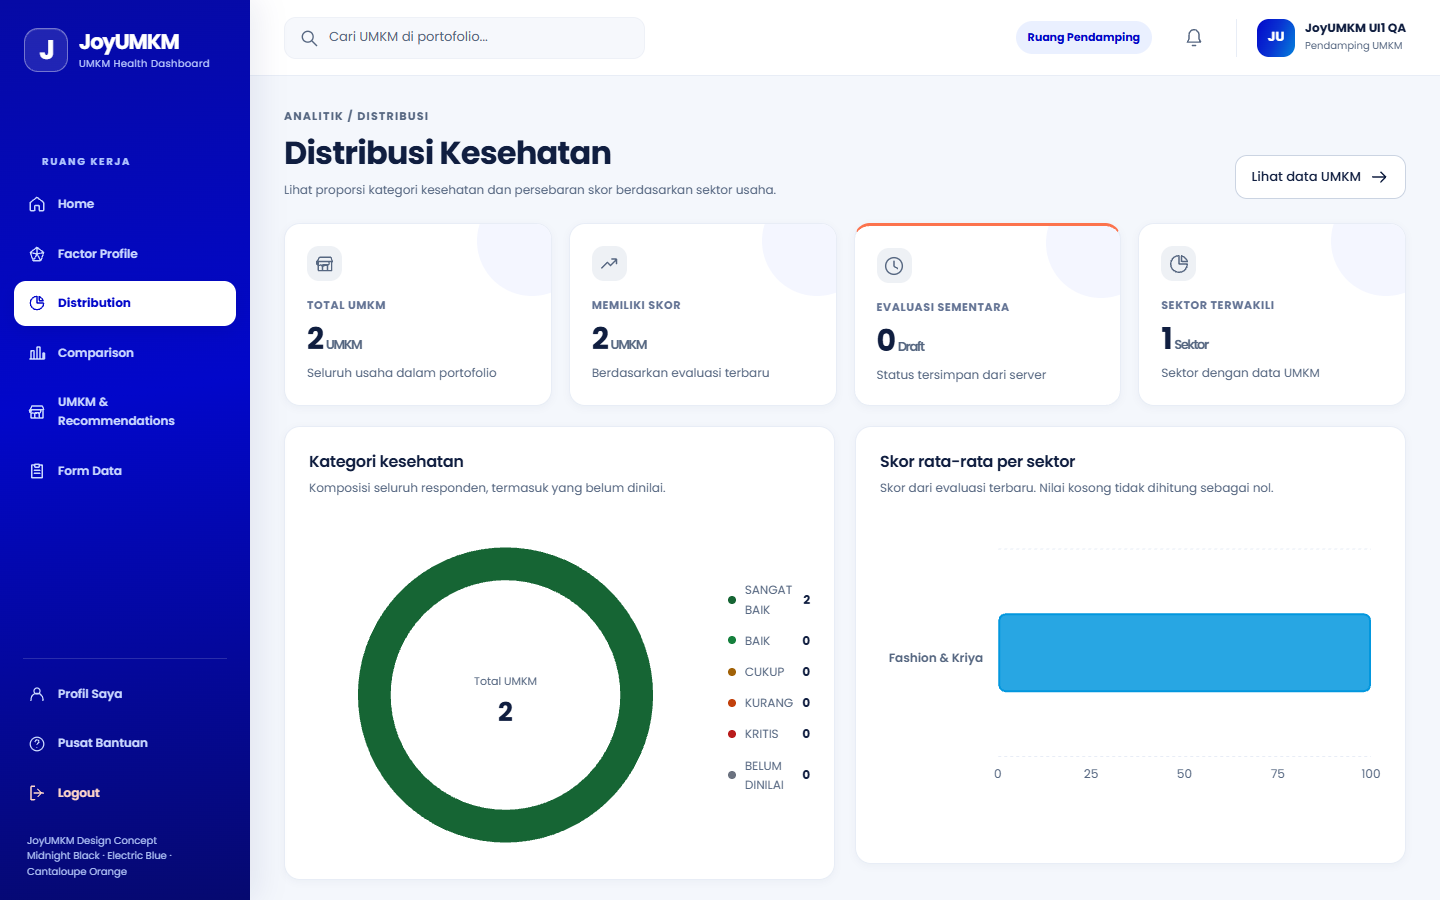 J
JoyUMKM
UMKM Health Dashboard
RUANG KERJA
Home
Factor Profile
Distribution
Comparison
UMKM &
Recommendations
Form Data
Profil Saya
Pusat Bantuan
Logout
JoyUMKM Design Concept
Midnight Black · Electric Blue ·
Cantaloupe Orange
Cari UMKM di portofolio...
Ruang Pendamping
JU
JoyUMKM UI1 QA
Pendamping UMKM
ANALITIK / DISTRIBUSI
Distribusi Kesehatan
Lihat proporsi kategori kesehatan dan persebaran skor berdasarkan sektor usaha.
Lihat data UMKM
TOTAL UMKM
2 UMKM
Seluruh usaha dalam portofolio
MEMILIKI SKOR
2 UMKM
Berdasarkan evaluasi terbaru
EVALUASI SEMENTARA
0 Draft
Status tersimpan dari server
SEKTOR TERWAKILI
1 Sektor
Sektor dengan data UMKM
Kategori kesehatan
Komposisi seluruh responden, termasuk yang belum dinilai.
Total UMKM
2
SANGAT
BAIK 2
BAIK 0
CUKUP 0
KURANG 0
KRITIS 0
BELUM
DINILAI 0
Skor rata-rata per sektor
Skor dari evaluasi terbaru. Nilai kosong tidak dihitung sebagai nol.
Fashion & Kriya
0 25 50 75 100